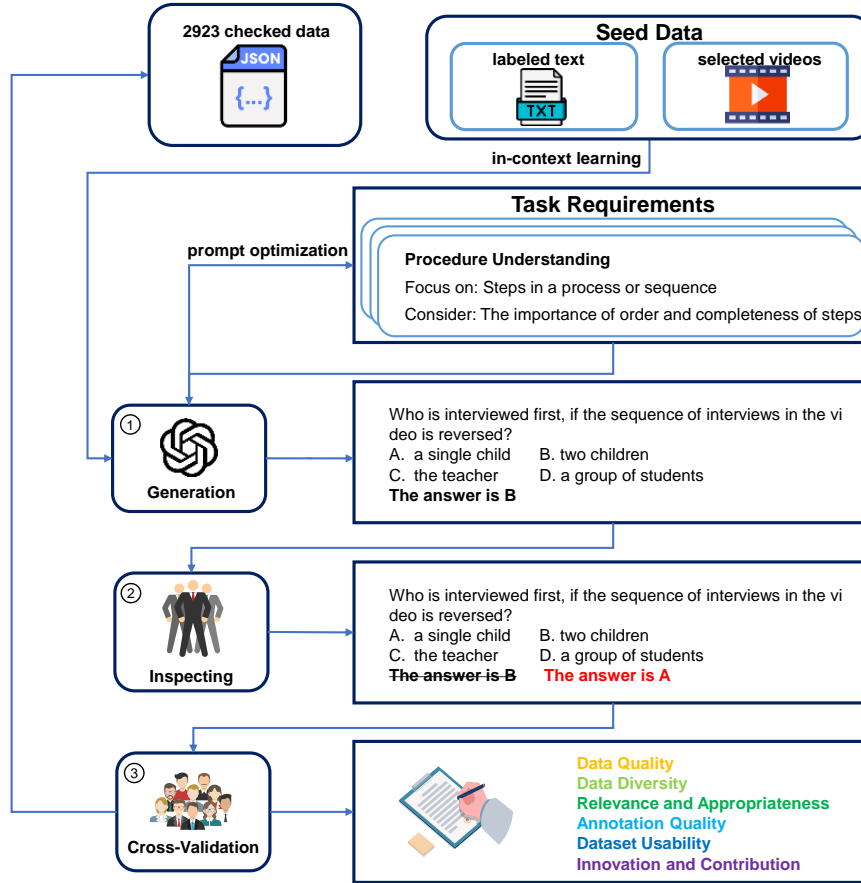 2923 checked data
JSON
{...}
Seed Data
labeled text
TXT
selected videos
in-context learning
Task Requirements
prompt optimization
Procedure Understanding
Focus on: Steps in a process or sequence
Consider: The importance of order and completeness of steps
1
Generation
Who is interviewed first, if the sequence of interviews in the vi
deo is reversed?
A. a single child B. two children
C. the teacher D. a group of students
The answer is B
2
Inspecting
Who is interviewed first, if the sequence of interviews in the vi
deo is reversed?
A. a single child B. two children
C. the teacher D. a group of students
The answer is B The answer is A
3
Cross-Validation
Data Quality
Data Diversity
Relevance and Appropriateness
Annotation Quality
Dataset Usability
Innovation and Contribution